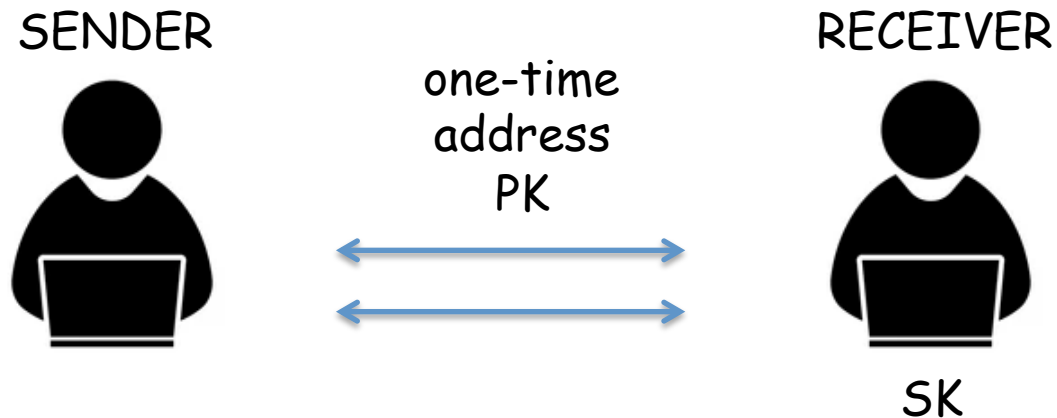 SENDER
RECEIVER
one-time
address
PK
SK